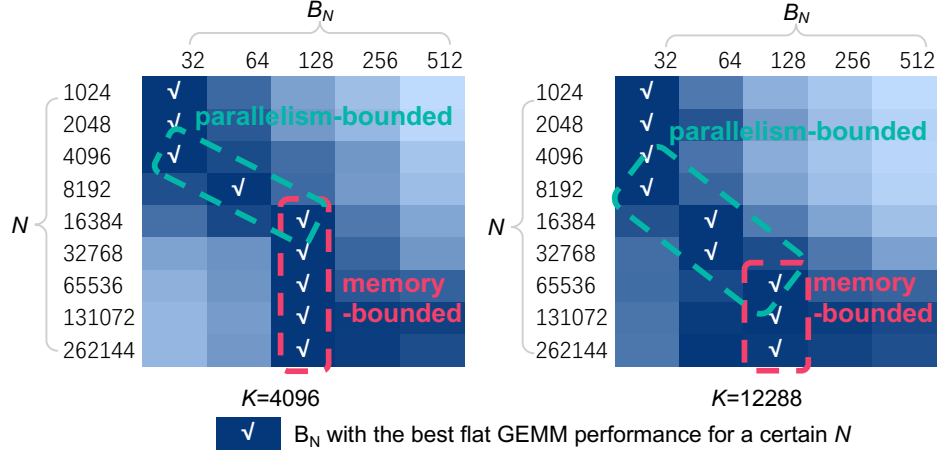 B_N
32 64 128 256 512
N
1024 √
2048 √
4096 √
8192 √
16384 √
32768 √
65536 √
131072 √
262144 √
parallelism-bounded
memory
-bounded
K=4096
B_N
32 64 128 256 512
N
1024 √
2048 √
4096 √
8192 √
16384 √
32768 √
65536 √
131072 √
262144 √
parallelism-bounded
memory
-bounded
K=12288
√ B_N with the best flat GEMM performance for a certain N